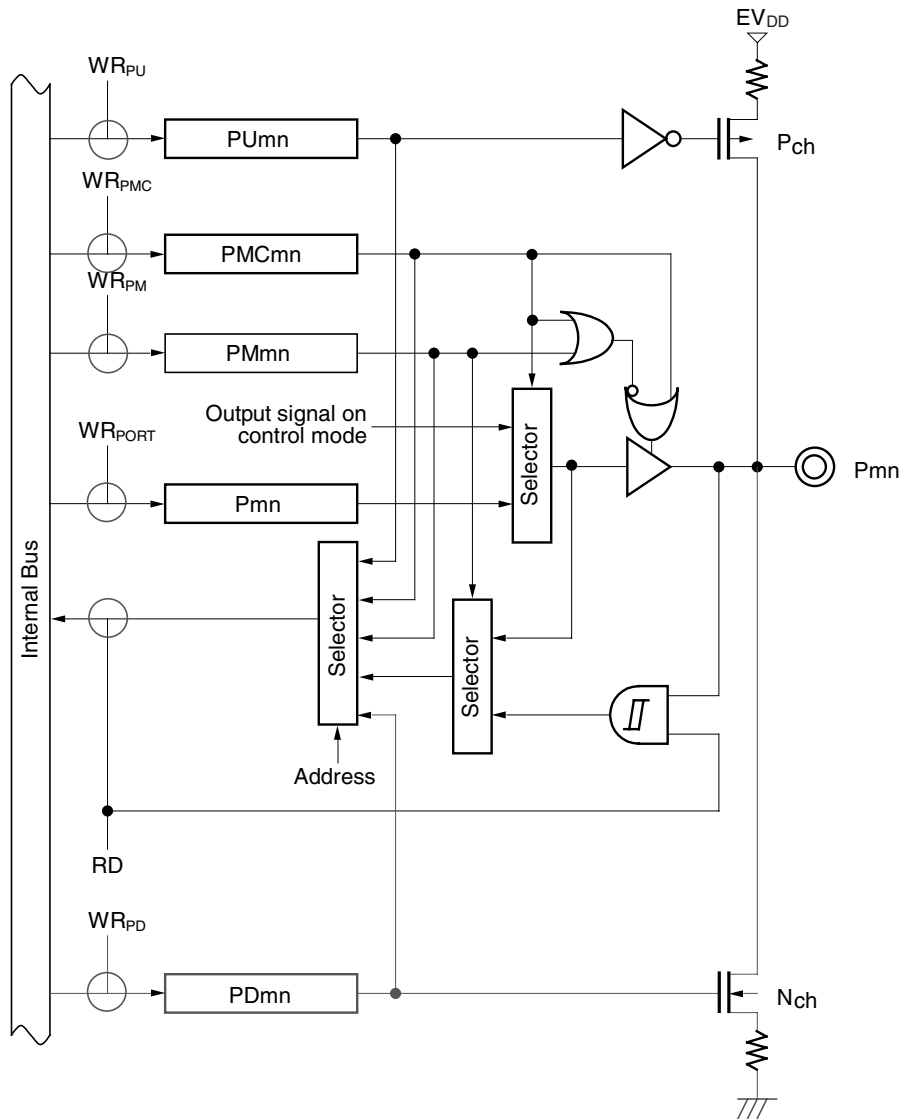 EVDD
WRPU
PUmn
Pch
WRPMC
PMCmn
WRPM
PMmn
Output signal on
control mode
WRPORT
Selector
Pmn
Pmn
Internal Bus
Selector
Selector
Address
RD
WRPD
PDmn
Nch